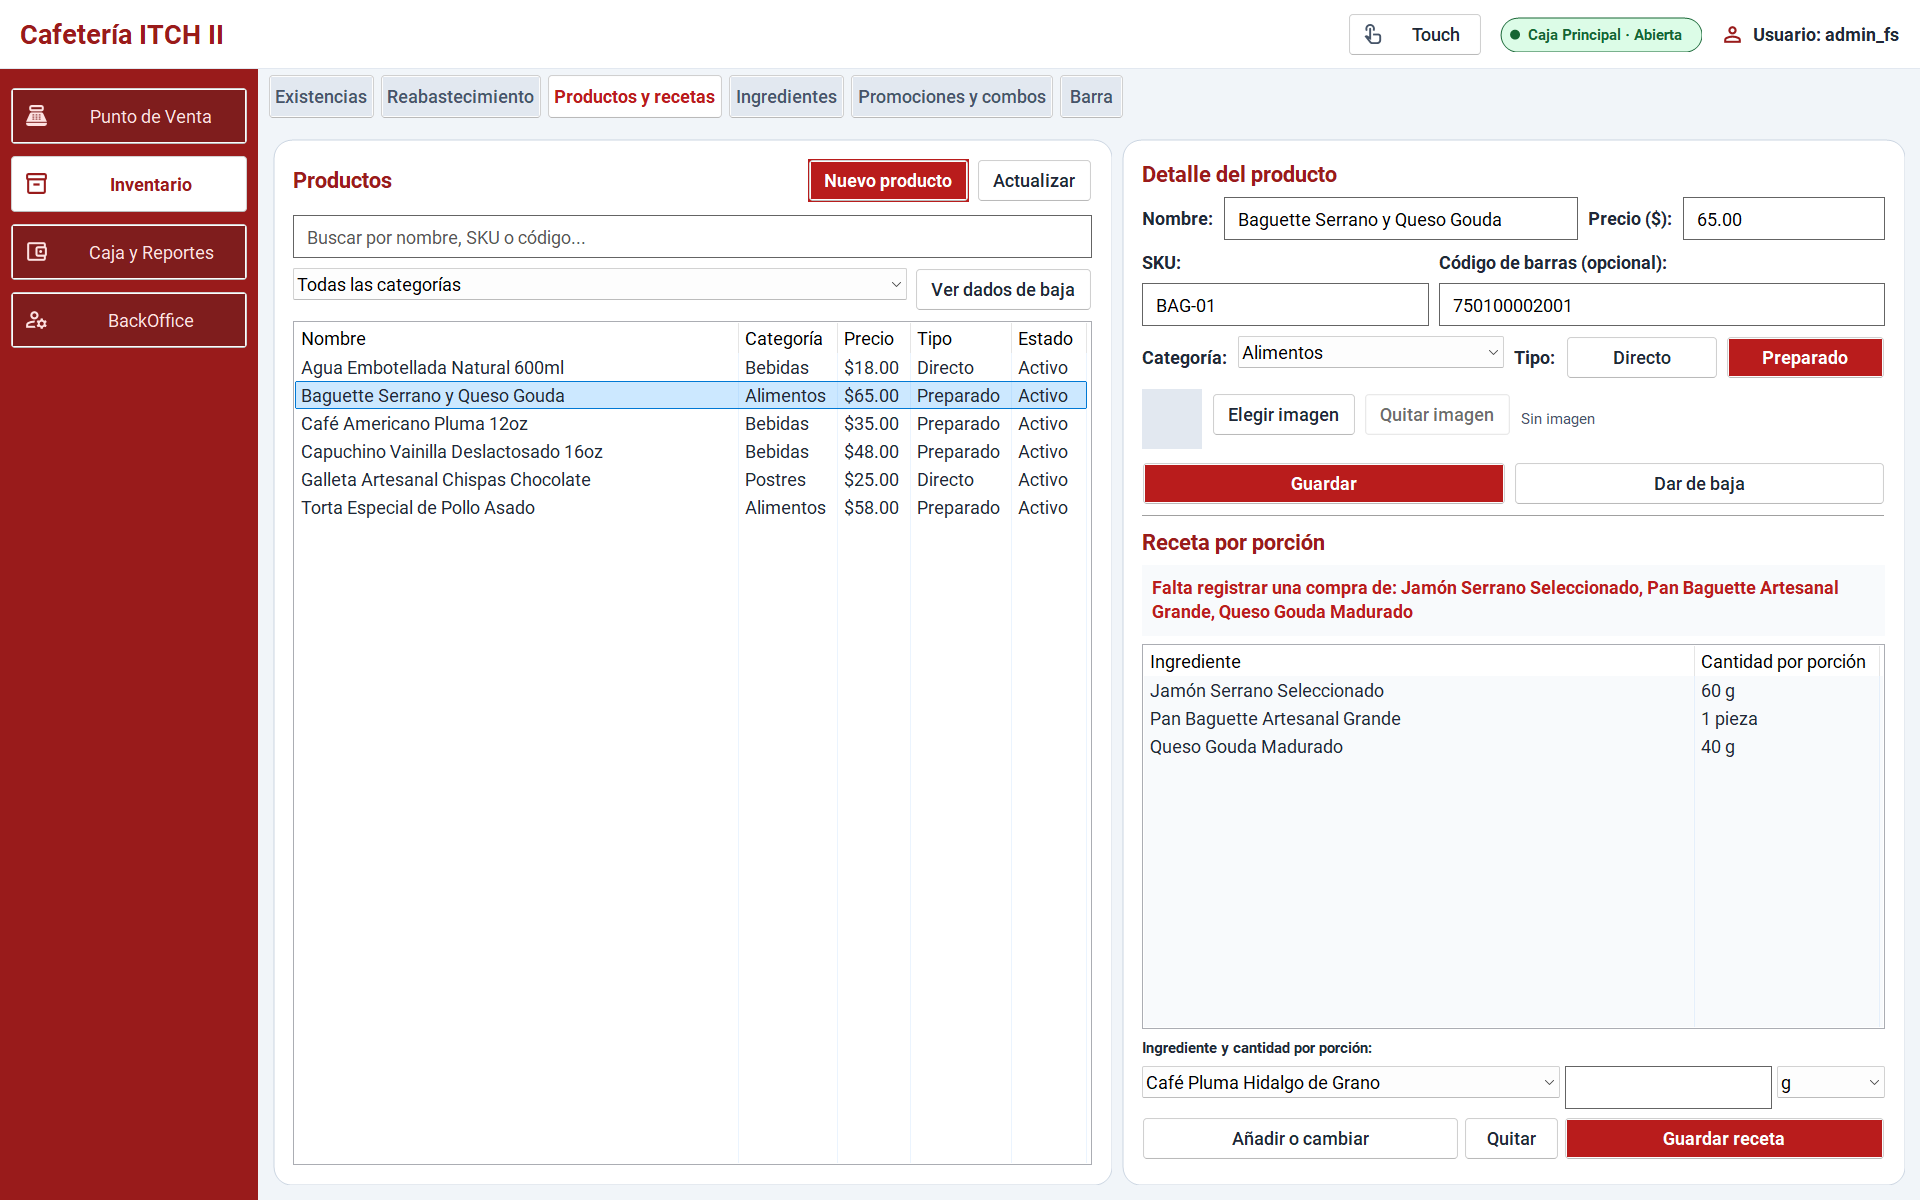 Cafetería ITCH II
Touch
Caja Principal · Abierta
Usuario: admin_fs
Punto de Venta
Inventario
Caja y Reportes
BackOffice
Existencias
Reabastecimiento
Productos y recetas
Ingredientes
Promociones y combos
Barra
Productos
Nuevo producto
Actualizar
Buscar por nombre, SKU o código...
Todas las categorías
Ver dados de baja
Nombre Categoría Precio Tipo Estado
Agua Embotellada Natural 600ml Bebidas $18.00 Directo Activo
Baguette Serrano y Queso Gouda Alimentos $65.00 Preparado Activo
Café Americano Pluma 12oz Bebidas $35.00 Preparado Activo
Capuchino Vainilla Deslactosado 16oz Bebidas $48.00 Preparado Activo
Galleta Artesanal Chispas Chocolate Postres $25.00 Directo Activo
Torta Especial de Pollo Asado Alimentos $58.00 Preparado Activo
Detalle del producto
Nombre: Baguette Serrano y Queso Gouda Precio ($): 65.00
SKU: Código de barras (opcional):
BAG-01 750100002001
Categoría: Alimentos Tipo: Directo Preparado
Elegir imagen Quitar imagen Sin imagen
Guardar Dar de baja
Receta por porción
Falta registrar una compra de: Jamón Serrano Seleccionado, Pan Baguette Artesanal
Grande, Queso Gouda Madurado
Ingrediente Cantidad por porción
Jamón Serrano Seleccionado 60 g
Pan Baguette Artesanal Grande 1 pieza
Queso Gouda Madurado 40 g
Ingrediente y cantidad por porción:
Café Pluma Hidalgo de Grano g
Añadir o cambiar Quitar Guardar receta